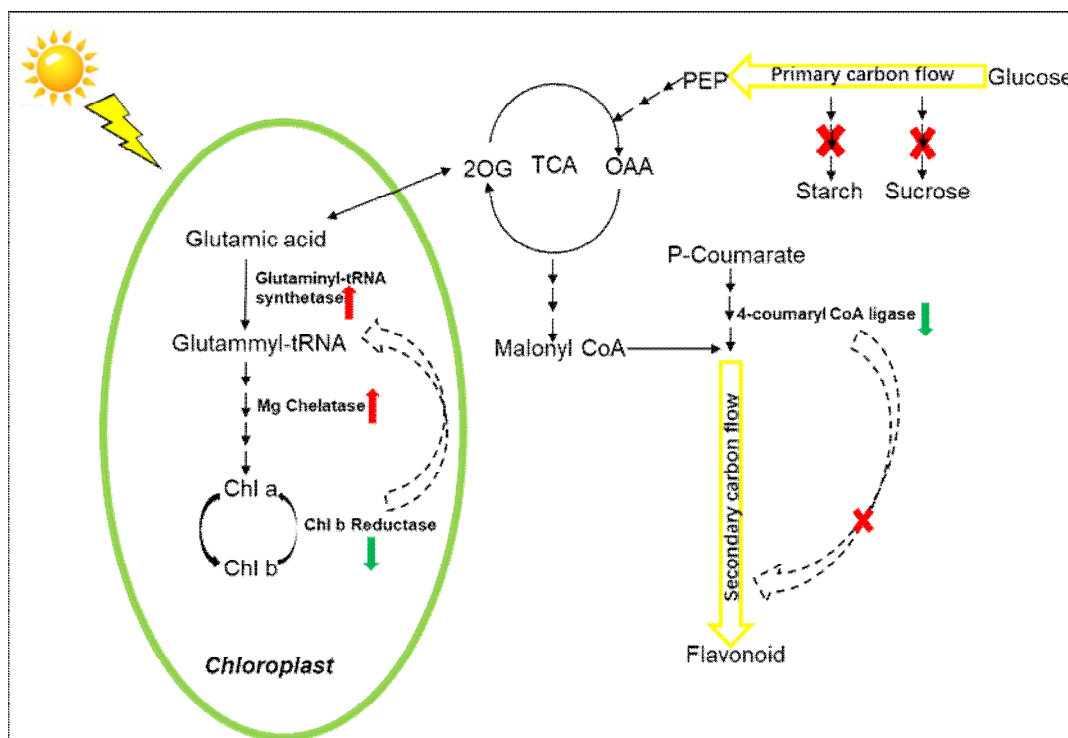 PEP
Primary carbon flow
Glucose
2OG
TCA
OAA
Starch
Sucrose
Glutamic acid
P-Coumarate
Glutaminyl-tRNA
synthetase
4-coumaryl CoA ligase
Glutammyl-tRNA
Malonyl CoA
Mg Chelatase
Secondary carbon flow
Chl a
Chl b Reductase
Chl b
Flavonoid
Chloroplast